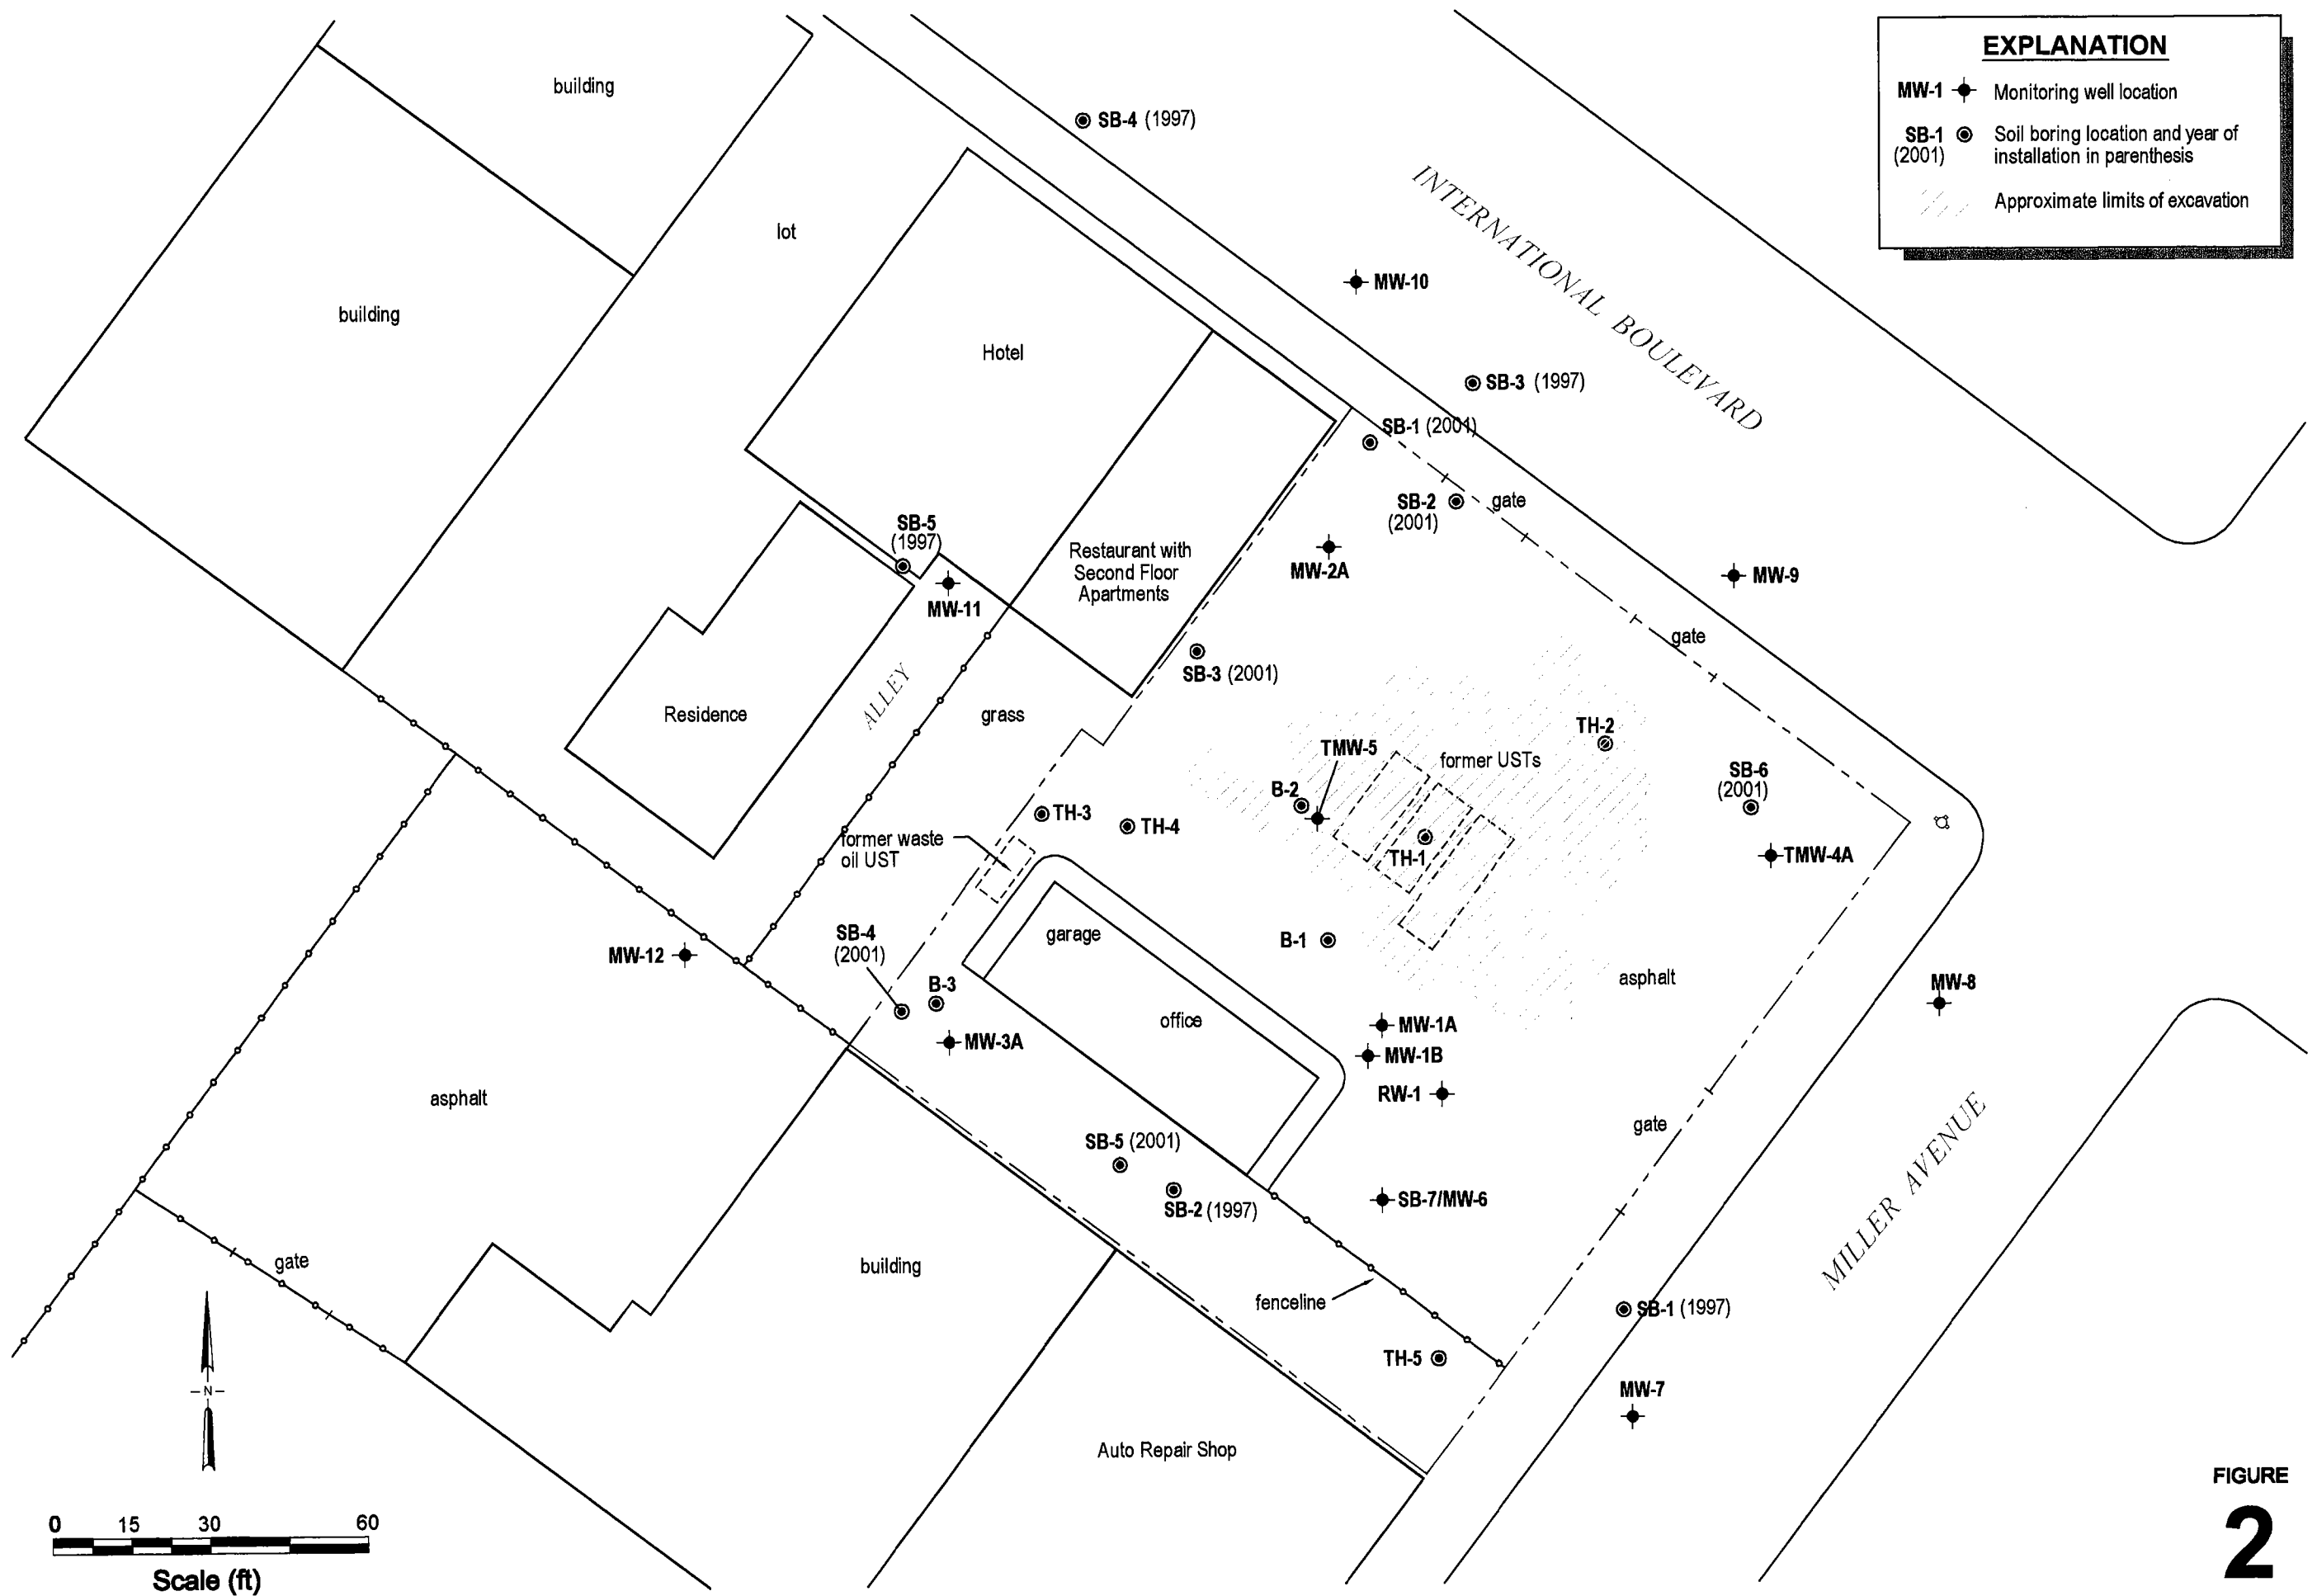 EXPLANATION
MW-1 Monitoring well location
SB-1 Soil boring location and year of
(2001) installation in parenthesis
Approximate limits of excavation
building
SB-4 (1997)
INTERNATIONAL BOULEVARD
lot
MW-10
building
Hotel
SB-3 (1997)
SB-1 (2001)
SB-2
(2001)
gate
SB-5
(1997)
Restaurant with
Second Floor
Apartments
MW-2A
MW-9
MW-11
gate
SB-3 (2001)
ALLEY
Residence
grass
TH-2
TMW-5
former USTs
SB-6
(2001)
B-2
TH-3
TH-4
former waste
oil UST
TH-1
TMW-4A
SB-4
(2001)
garage
B-1
MW-12
asphalt
B-3
MW-8
office
MW-1A
MW-3A
MW-1B
RW-1
asphalt
gate
SB-5 (2001)
MILLER AVENUE
SB-2 (1997)
SB-7/MW-6
gate
building
fenceline
SB-1 (1997)
TH-5
N
MW-7
Auto Repair Shop
FIGURE
2
0 15 30 60
Scale (ft)